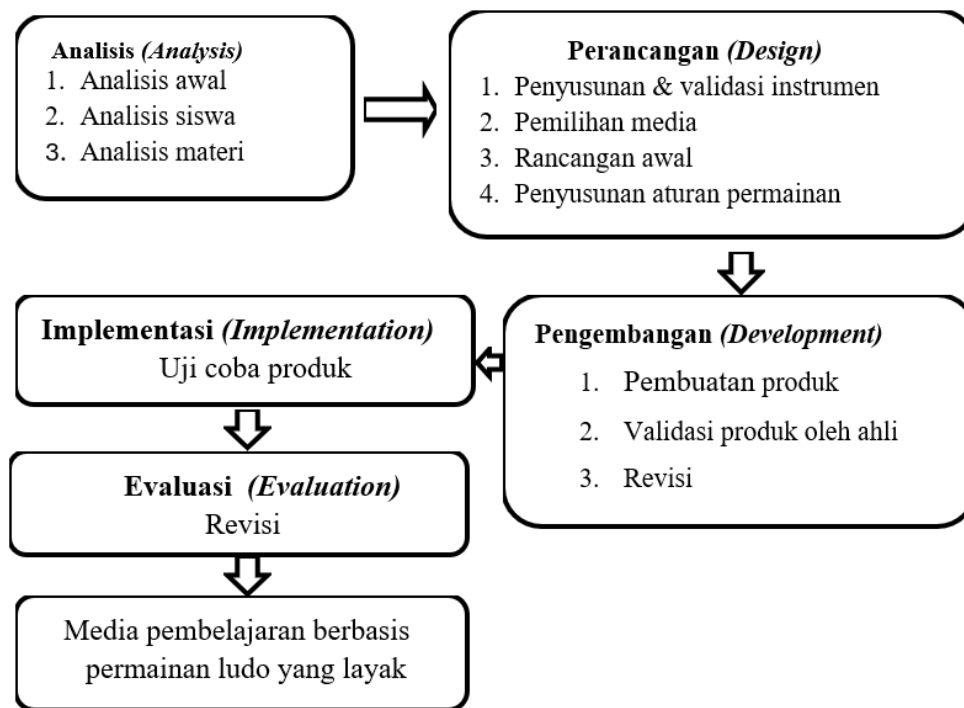 Analisis (Analysis)
1. Analisis awal
2. Analisis siswa
3. Analisis materi
Perancangan (Design)
1. Penyusunan & validasi instrumen
2. Pemilihan media
3. Rancangan awal
4. Penyusunan aturan permainan
Pengembangan (Development)
1. Pembuatan produk
2. Validasi produk oleh ahli
3. Revisi
Implementasi (Implementation)
Uji coba produk
Evaluasi (Evaluation)
Revisi
Media pembelajaran berbasis
permainan ludo yang layak